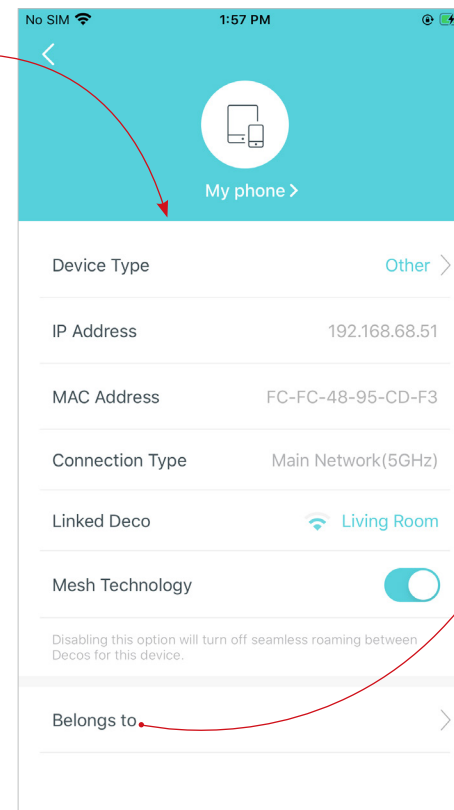 No SIM 1:57 PM
My phone >
Device Type Other >
IP Address 192.168.68.51
MAC Address FC-FC-48-95-CD-F3
Connection Type Main Network(5GHz)
Linked Deco Living Room
Mesh Technology
Disabling this option will turn off seamless roaming between
Decos for this device.
Belongs to >